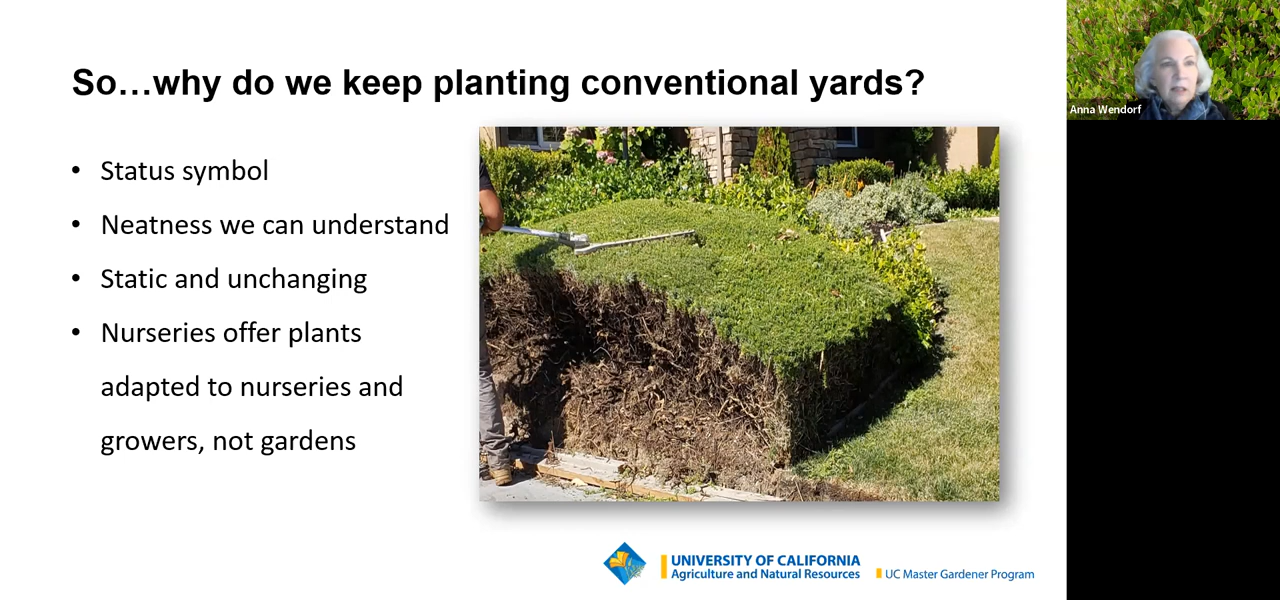 So…why do we keep planting conventional yards?
• Status symbol
• Neatness we can understand
• Static and unchanging
• Nurseries offer plants
adapted to nurseries and
growers, not gardens
UNIVERSITY OF CALIFORNIA
Agriculture and Natural Resources
UC Master Gardener Program
Anna Wendorf